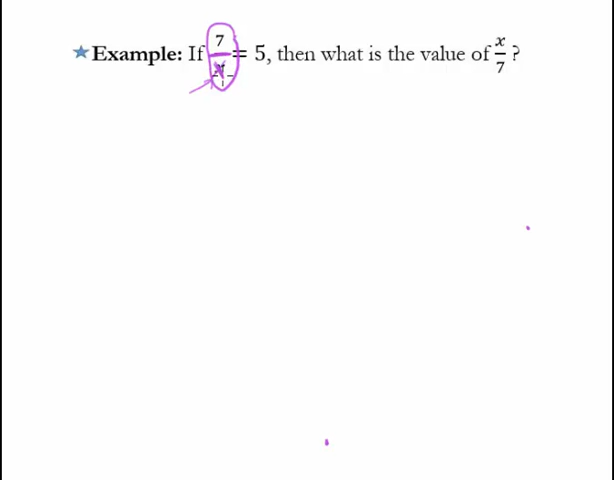 ★Example: If 7/x = 5, then what is the value of x/7 ?